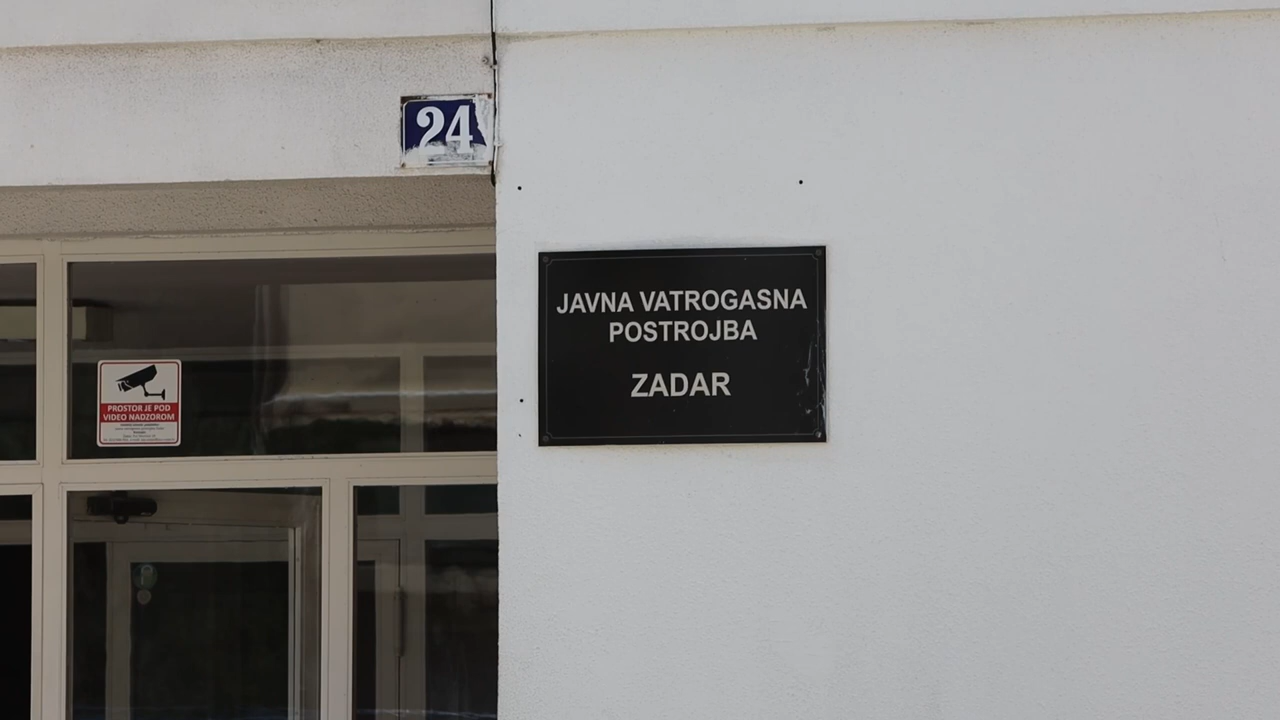 24
JAVNA VATROGASNA
POSTROJBA
ZADAR
PROSTOR JE POD
VIDEO NADZOROM